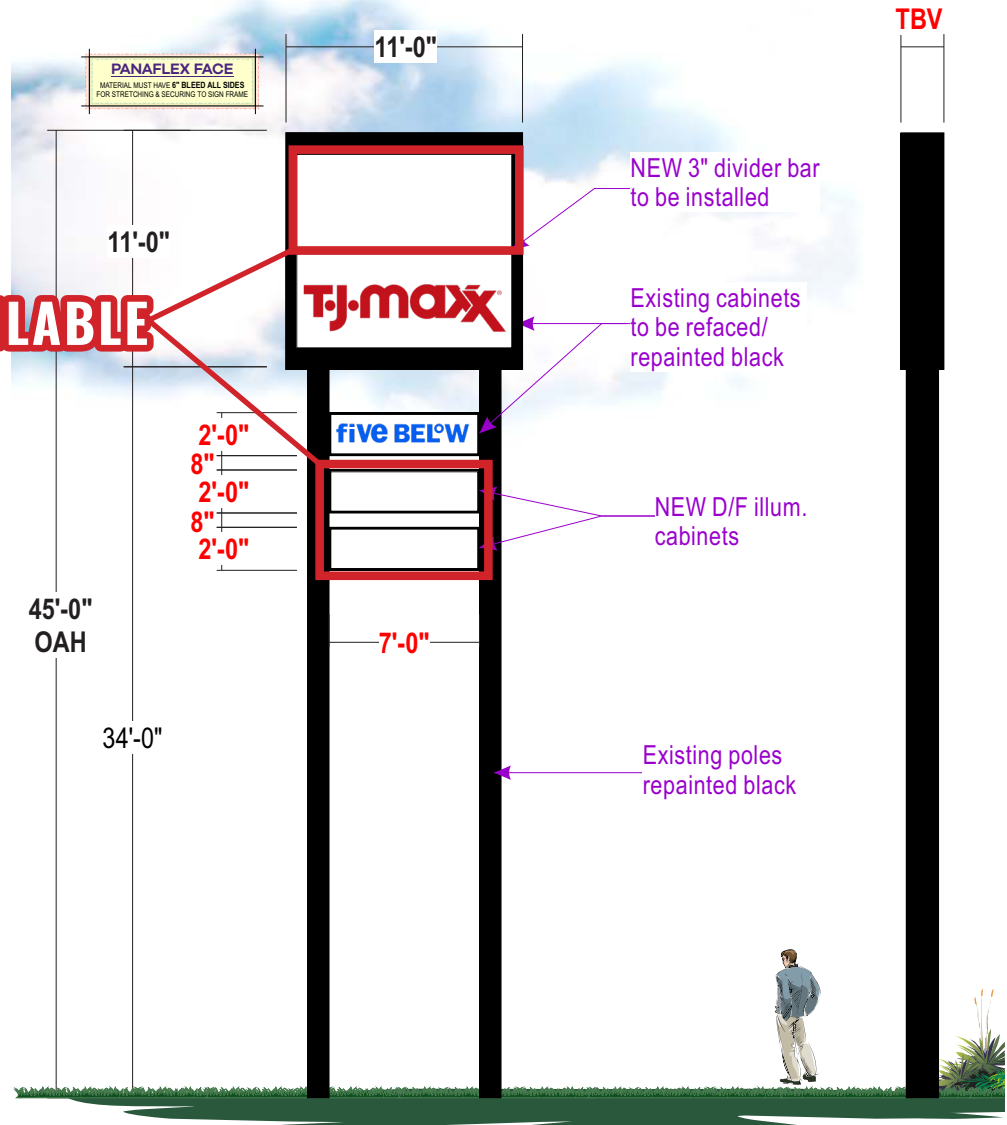 TBV
11'-0"
PANAFLEX FACE
MATERIAL MUST HAVE 6" BLEED ALL SIDES
FOR STRETCHING & SECURING TO SIGN FRAME
NEW 3" divider bar
to be installed
11'-0"
LABLE
T·J·maxx
Existing cabinets
to be refaced/
repainted black
five BEL°W
2'-0"
8"
2'-0"
8"
2'-0"
NEW D/F illum.
cabinets
45'-0"
OAH
7'-0"
34'-0"
Existing poles
repainted black